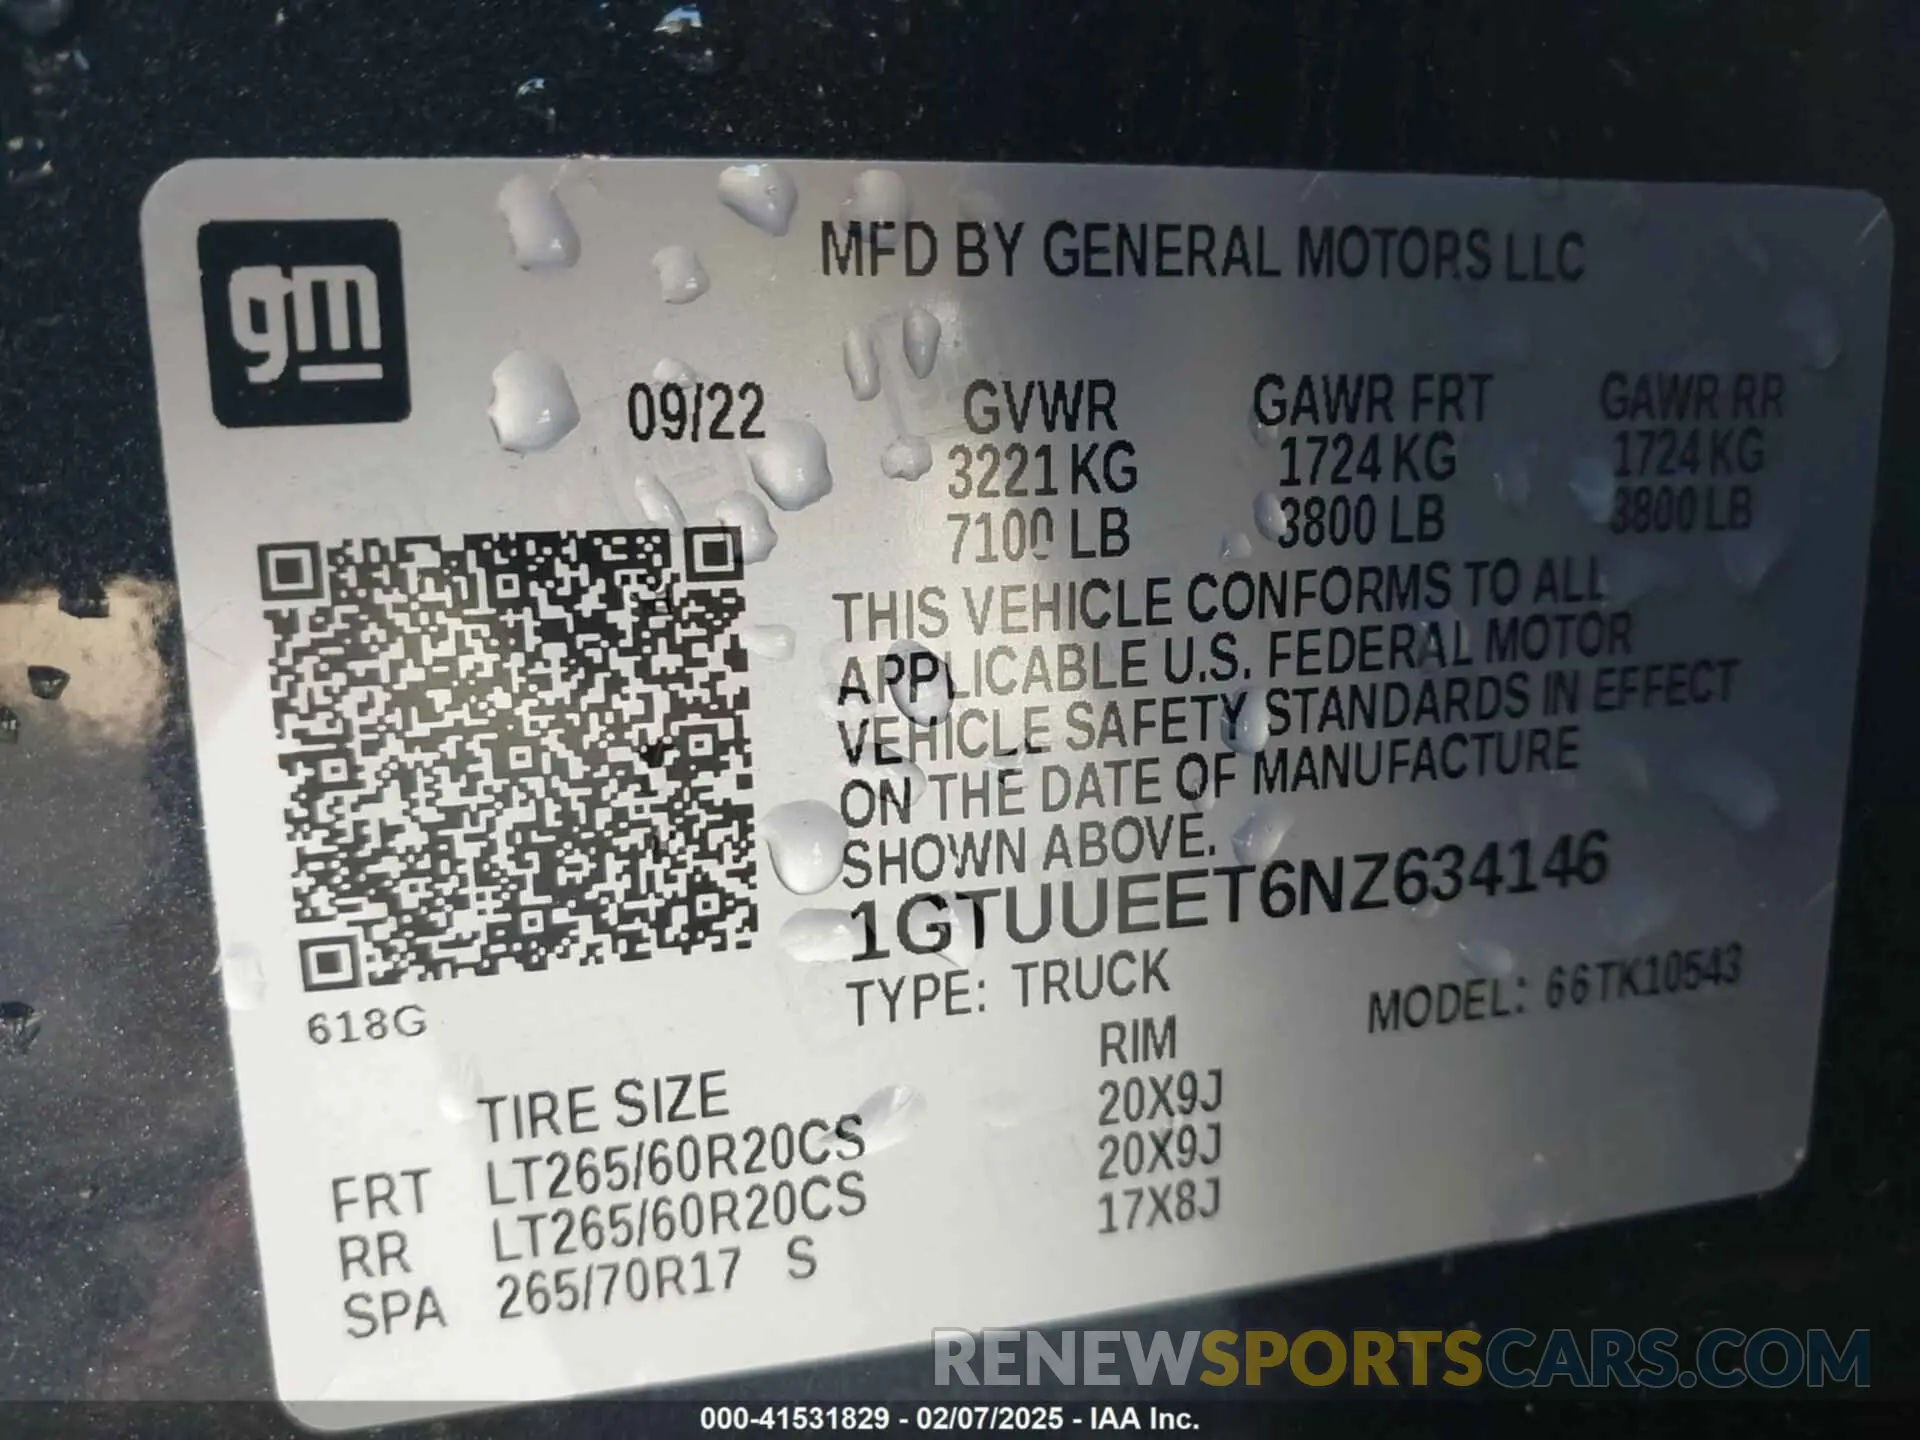 gm
MFD BY GENERAL MOTORS LLC
09/22 GVWR GAWR FRT GAWR RR
3221 KG 1724 KG 1724 KG
7100 LB 3800 LB 3800 LB
THIS VEHICLE CONFORMS TO ALL
APPLICABLE U.S. FEDERAL MOTOR
VEHICLE SAFETY STANDARDS IN EFFECT
ON THE DATE OF MANUFACTURE
SHOWN ABOVE.
1GTUUEET6NZ634146
TYPE: TRUCK MODEL: 66TK10543
618G
TIRE SIZE RIM
FRT LT265/60R20CS 20X9J
RR LT265/60R20CS 20X9J
SPA 265/70R17 S 17X8J
RENEWSPORTSCARS.COM
000-41531829 - 02/07/2025 - IAA Inc.